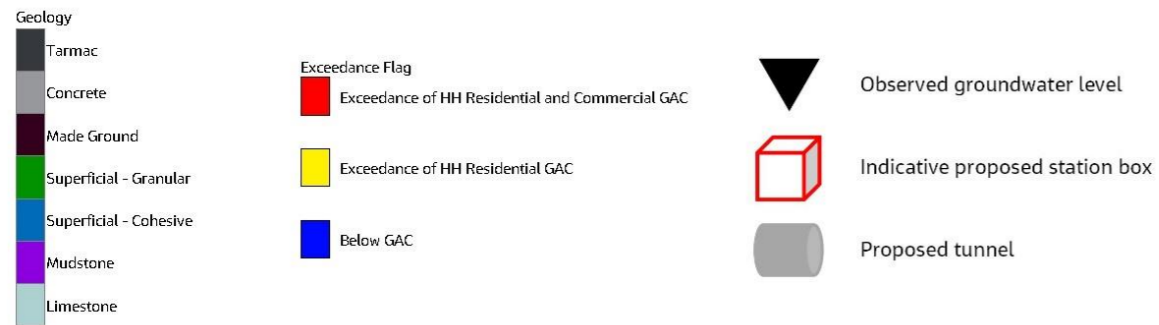 Geology
Tarmac
Concrete
Made Ground
Superficial - Granular
Superficial - Cohesive
Mudstone
Limestone
Exceedance Flag
Exceedance of HH Residential and Commercial GAC
Exceedance of HH Residential GAC
Below GAC
Observed groundwater level
Indicative proposed station box
Proposed tunnel